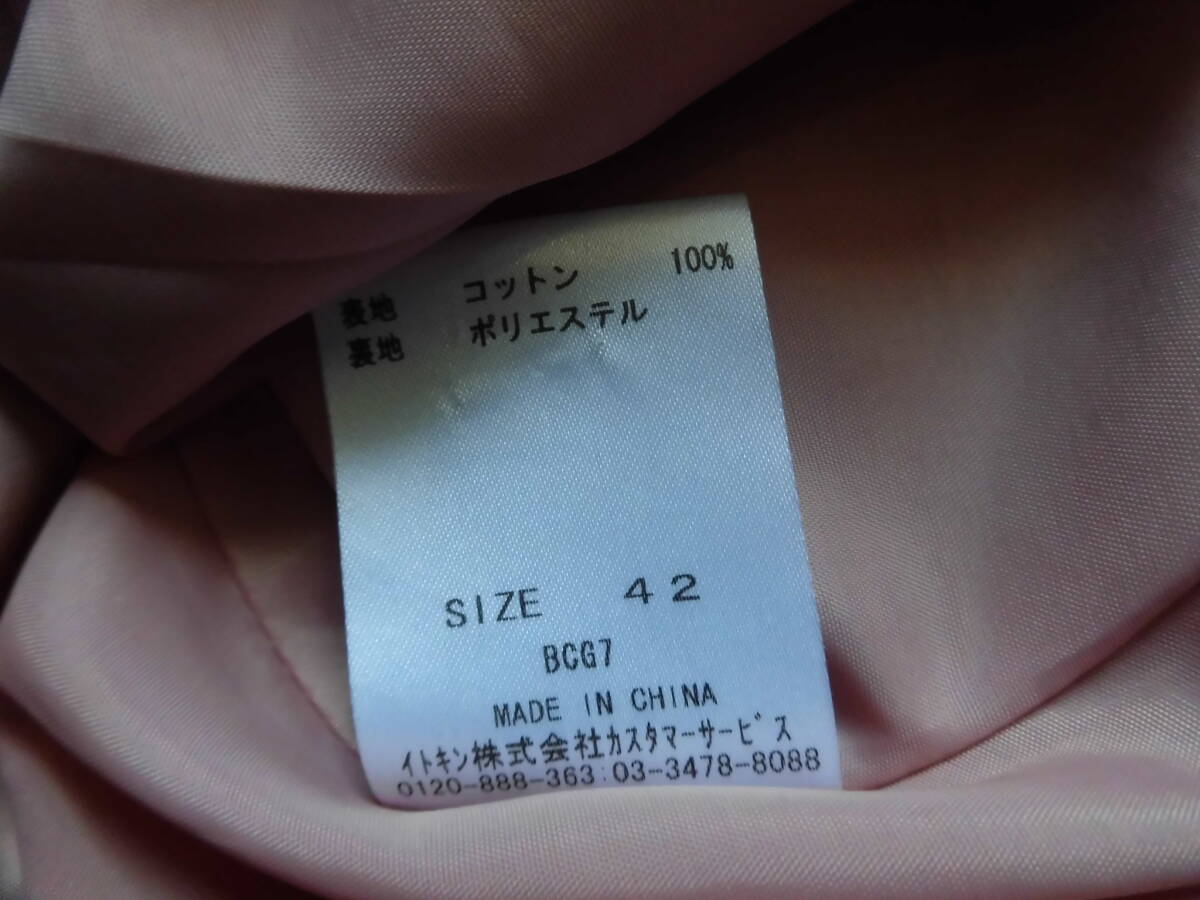 表地 コットン 100%
裏地 ポリエステル
SIZE 42
BCG7
MADE IN CHINA
イトキン株式会社カスタマーサービス
0120-888-363:03-3478-8088